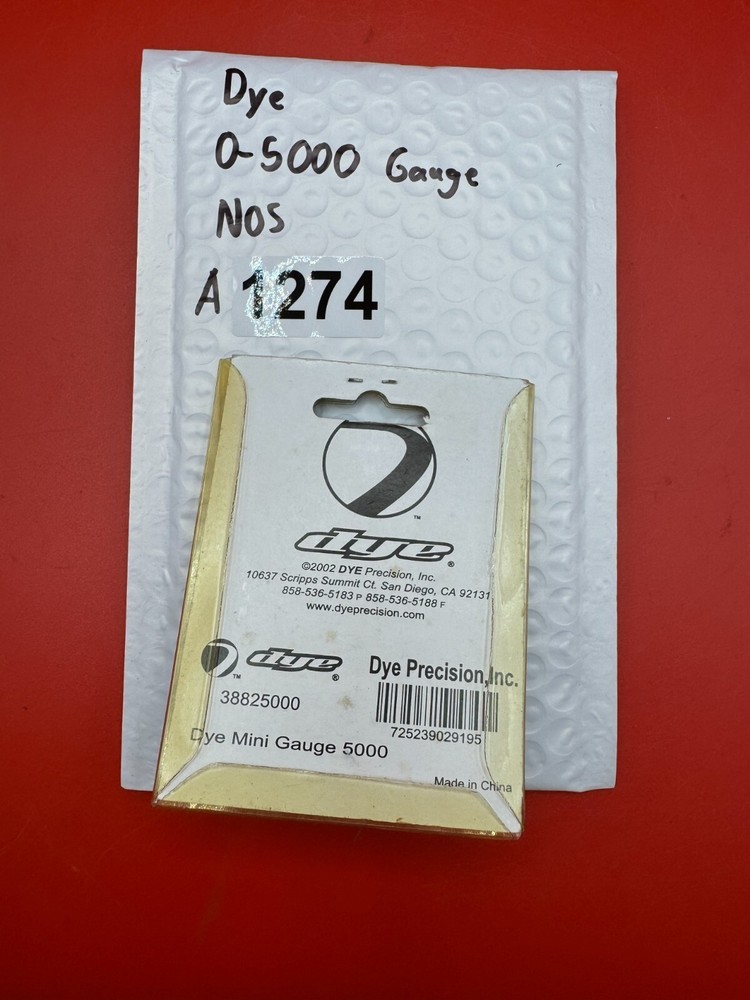 Dye
0-5000 Gauge
NOS
A 1274
TM
dye®
©2002 DYE Precision, Inc.
10637 Scripps Summit Ct. San Diego, CA 92131
858-536-5183 P 858-536-5188 F
www.dyeprecision.com
TM dye® Dye Precision,Inc.
38825000
725239029195
Dye Mini Gauge 5000
Made in China